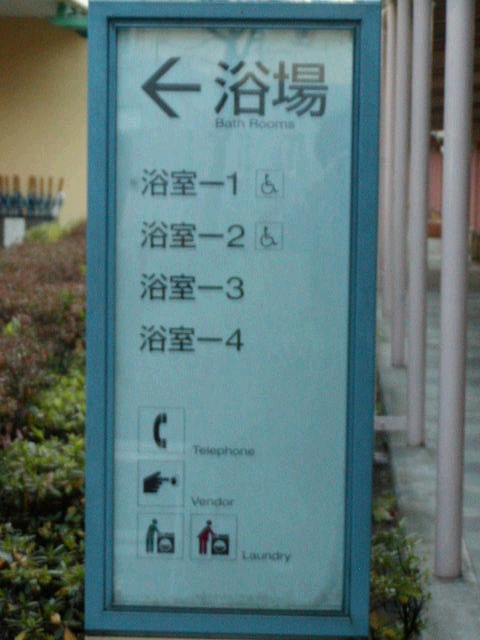 ← 浴場
Bath Rooms
浴室ー1
浴室ー2
浴室ー3
浴室ー4
Telephone
Vendor
Laundry